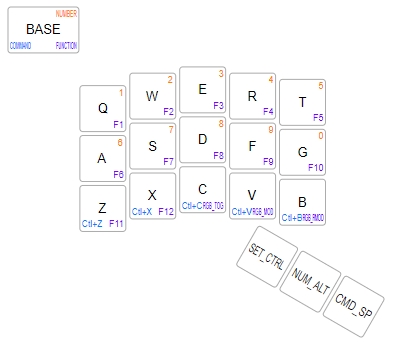 NUMBER
BASE
COMMAND FUNCTION
1 2 3 4 5
Q W E R T
F1 F2 F3 F4 F5
6 7 8 9 0
A S D F G
F6 F7 F8 F9 F10
Z X C V B
Ctl+Z F11 Ctl+X F12 Ctl+C RGB_TOG Ctl+V RGB_MOD Ctl+B RGB_RMOD
SET_CTRL NUM_ALT CMD_SP